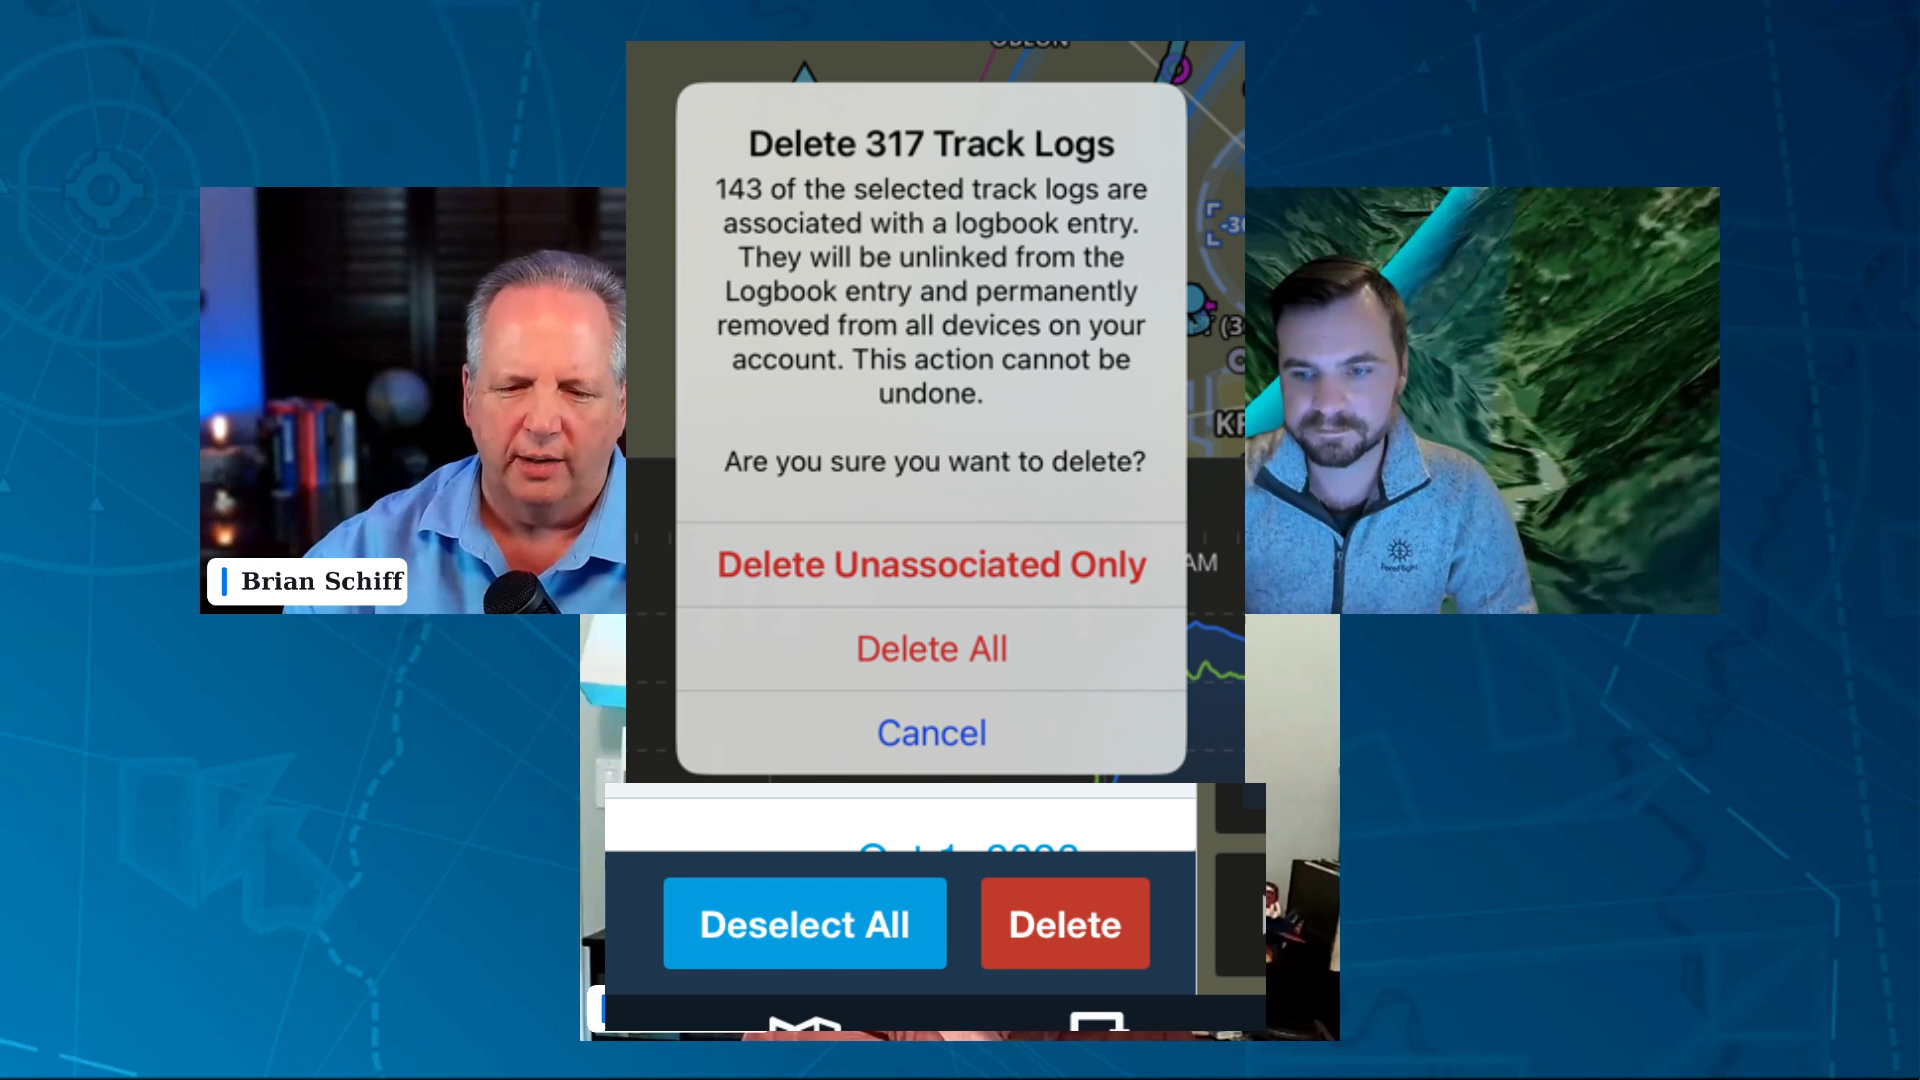 Delete 317 Track Logs
143 of the selected track logs are
associated with a logbook entry.
They will be unlinked from the
Logbook entry and permanently
removed from all devices on your
account. This action cannot be
undone.
Are you sure you want to delete?
Delete Unassociated Only
Delete All
Cancel
AM
Brian Schiff
ForeFlight
Deselect All
Delete